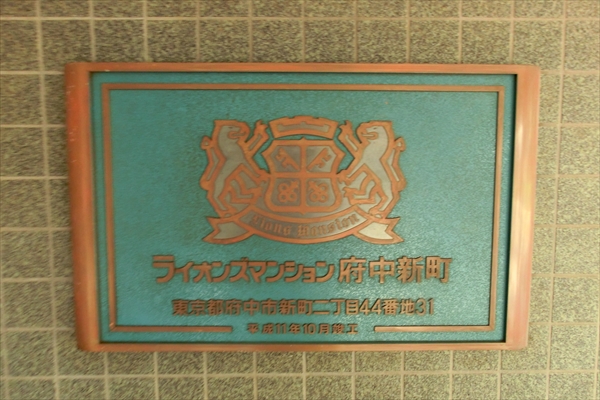 Lions Mansion
ライオンズマンション府中新町
東京都府中市新町二丁目44番地31
平成11年10月竣工